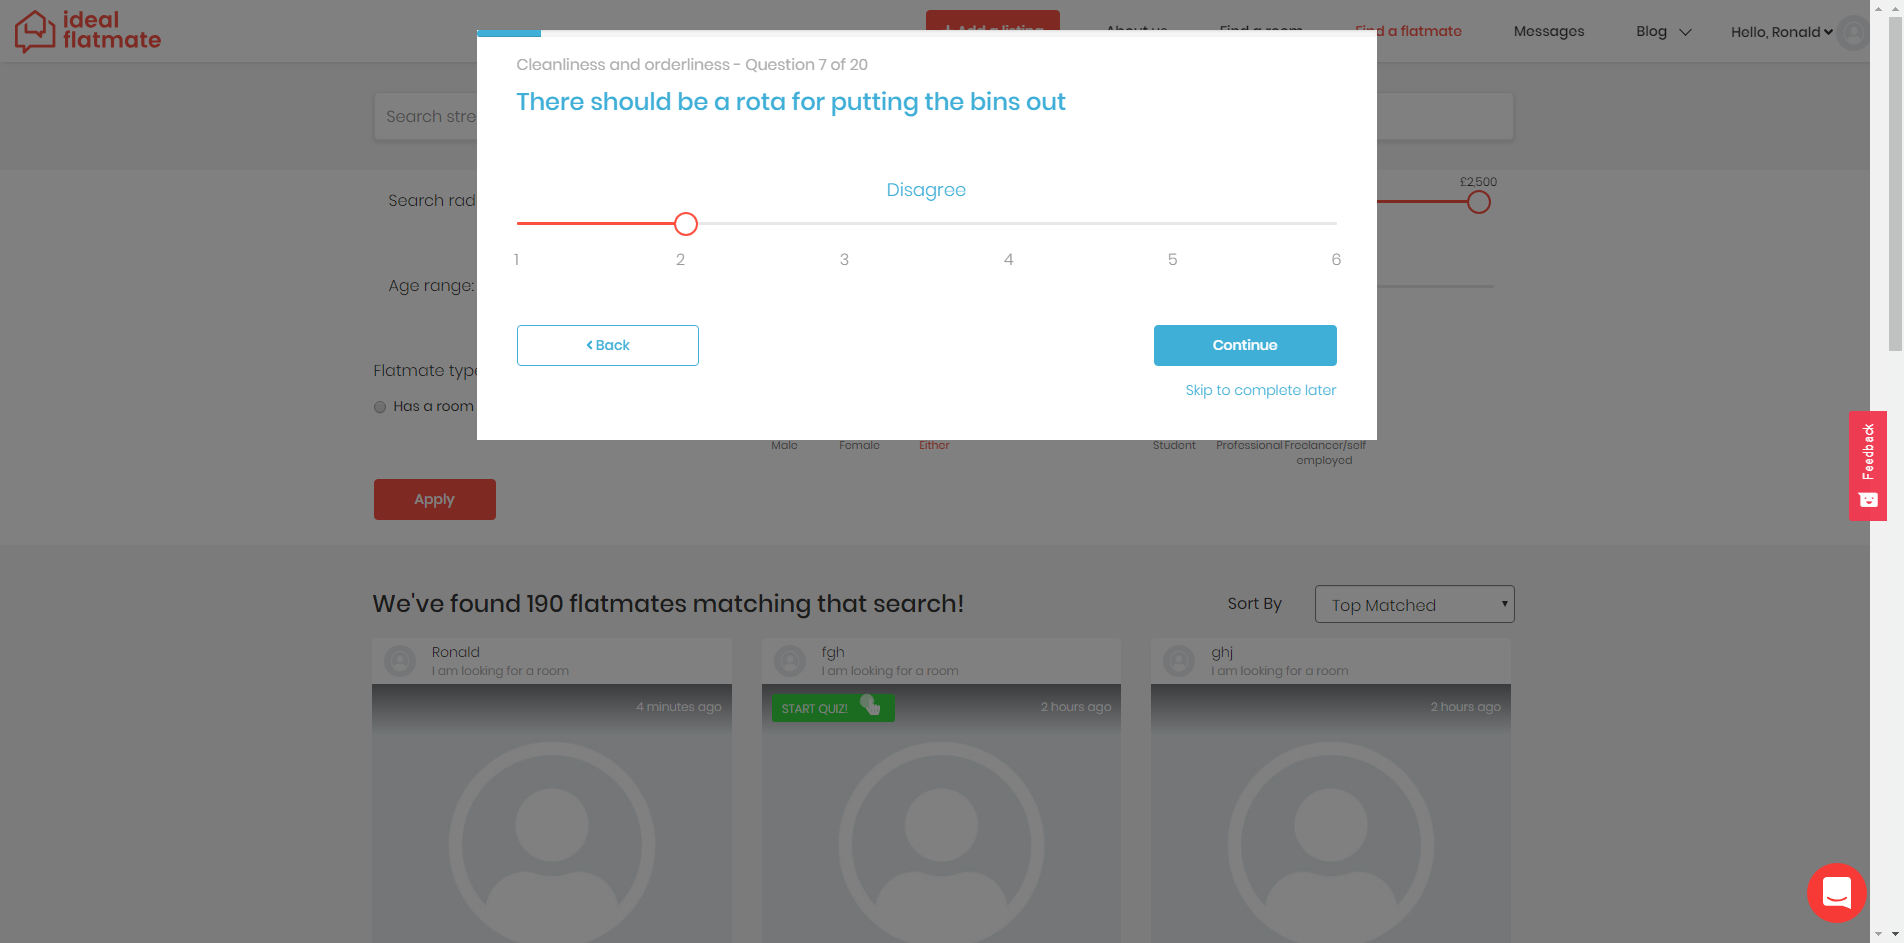 ideal
flatmate
Add a listing
About us
Find a room
Find a flatmate
Messages
Blog
Hello, Ronald
Cleanliness and orderliness - Question 7 of 20
There should be a rota for putting the bins out
Search stre
Disagree
Search rad
£2,500
1 2 3 4 5 6
Age range:
Back
Continue
Flatmate type
Skip to complete later
Has a room
Male
Female
Either
Student
Professional
Freelancer/self
employed
Feedback
Apply
We've found 190 flatmates matching that search!
Sort By
Top Matched
Ronald
I am looking for a room
fgh
I am looking for a room
ghj
I am looking for a room
4 minutes ago
START QUIZ!
2 hours ago
2 hours ago